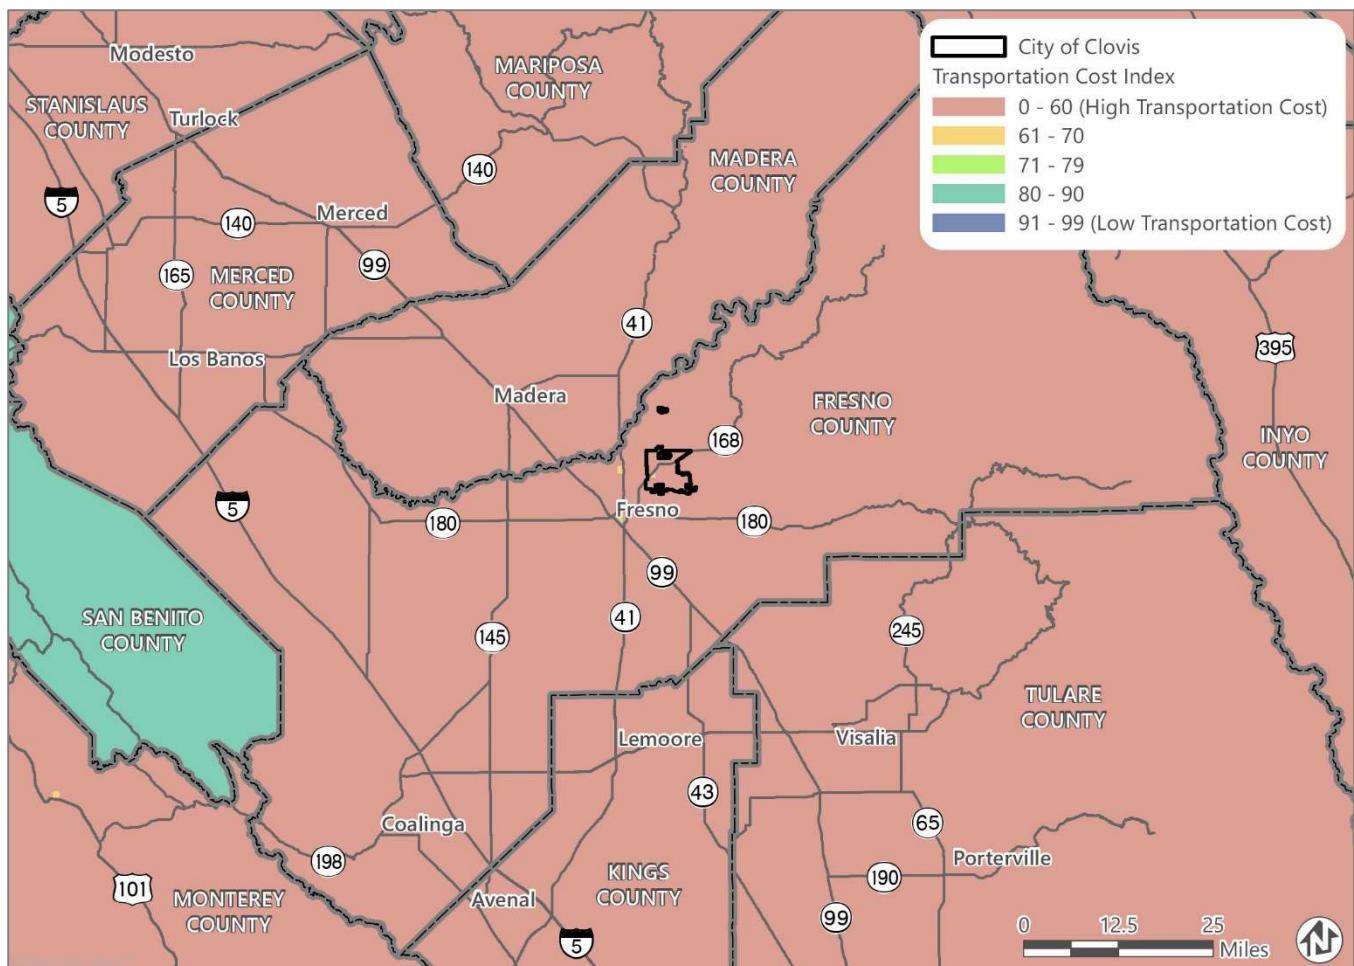 City of Clovis
Transportation Cost Index
0 - 60 (High Transportation Cost)
61 - 70
71 - 79
80 - 90
91 - 99 (Low Transportation Cost)
Modesto
MARIPOSA
COUNTY
STANISLAUS
COUNTY
Turlock
MADERA
COUNTY
140
5
Merced
140
99
165
MERCED
COUNTY
41
395
Los Banos
Madera
FRESNO
COUNTY
168
INYO
COUNTY
5
Fresno
180
180
99
SAN BENITO
COUNTY
41
145
245
TULARE
COUNTY
Lemoore
Visalia
43
Coalinga
65
198
Porterville
KINGS
COUNTY
190
101
MONTEREY
COUNTY
Avenal
99
5
0 12.5 25
Miles
N